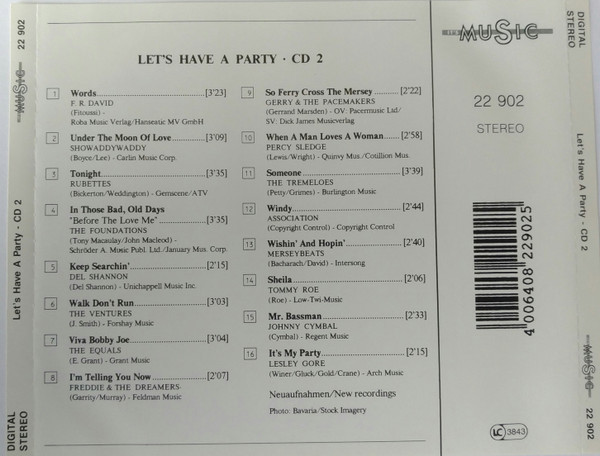 22 902
MUSIC
Let's Have A Party · CD 2
DIGITAL
STEREO
LET'S HAVE A PARTY · CD 2
1 Words [3'23]
F. R. DAVID
(Fitoussi) -
Roba Music Verlag/Hanseatic MV GmbH
2 Under The Moon Of Love [3'09]
SHOWADDYWADDY
(Boyce/Lee) - Carlin Music Corp.
3 Tonight [3'35]
RUBETTES
(Bickerton/Weddington) - Gemscene/ATV
4 In Those Bad, Old Days
"Before The Love Me" [3'35]
THE FOUNDATIONS
(Tony Macaulay/John Macleod) -
Schröder A. Music Publ. Ltd./January Mus. Corp.
5 Keep Searchin' [2'15]
DEL SHANNON
(Del Shannon) - Unichappell Music Inc.
6 Walk Don't Run [3'03]
THE VENTURES
(J. Smith) - Forshay Music
7 Viva Bobby Joe [3'04]
THE EQUALS
(E. Grant) - Grant Music
8 I'm Telling You Now [2'07]
FREDDIE & THE DREAMERS
(Garrity/Murray) - Feldman Music
9 So Ferry Cross The Mersey [2'22]
GERRY & THE PACEMAKERS
(Gerrand Marsden) - OV: Pacermusic Ltd/
SV: Dick James Musicverlag
10 When A Man Loves A Woman [2'58]
PERCY SLEDGE
(Lewis/Wright) - Quinvy Mus./Cotillion Mus.
11 Someone [3'39]
THE TREMELOES
(Petty/Grimes) - Burlington Music
12 Windy [2'44]
ASSOCIATION
(Copyright Control) - Copyright Control
13 Wishin' And Hopin' [2'40]
MERSEYBEATS
(Bacharach/David) - Intersong
14 Sheila [2'06]
TOMMY ROE
(Roe) - Low-Twi-Music
15 Mr. Bassman [2'33]
JOHNNY CYMBAL
(Cymbal) - Regent Music
16 It's My Party [2'15]
LESLEY GORE
(Winer/Gluck/Gold/Crane) - Arch Music
Neuaufnahmen/New recordings
Photo: Bavaria/Stock Imagery
MUSIC
22 902
STEREO
4 006408 229025
LC 3843
DIGITAL
STEREO
Let's Have A Party · CD 2
MUSIC
22 902